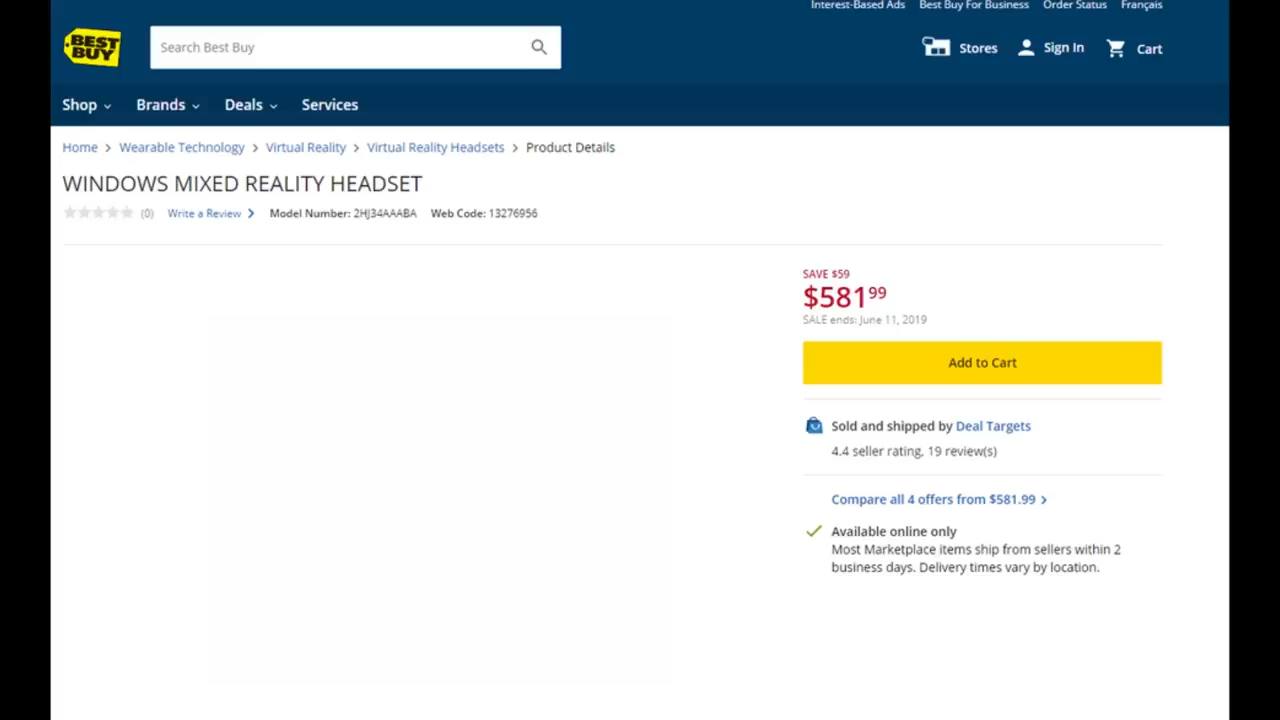 Interest-Based Ads Best Buy For Business Order Status Français
BEST BUY
Search Best Buy
Stores Sign In Cart
Shop Brands Deals Services
Home > Wearable Technology > Virtual Reality > Virtual Reality Headsets > Product Details
WINDOWS MIXED REALITY HEADSET
(0) Write a Review > Model Number: 2HJ34AAABA Web Code: 13276956
SAVE $59
$58199
SALE ends: June 11, 2019
Add to Cart
Sold and shipped by Deal Targets
4.4 seller rating, 19 review(s)
Compare all 4 offers from $581.99 >
Available online only
Most Marketplace items ship from sellers within 2
business days. Delivery times vary by location.